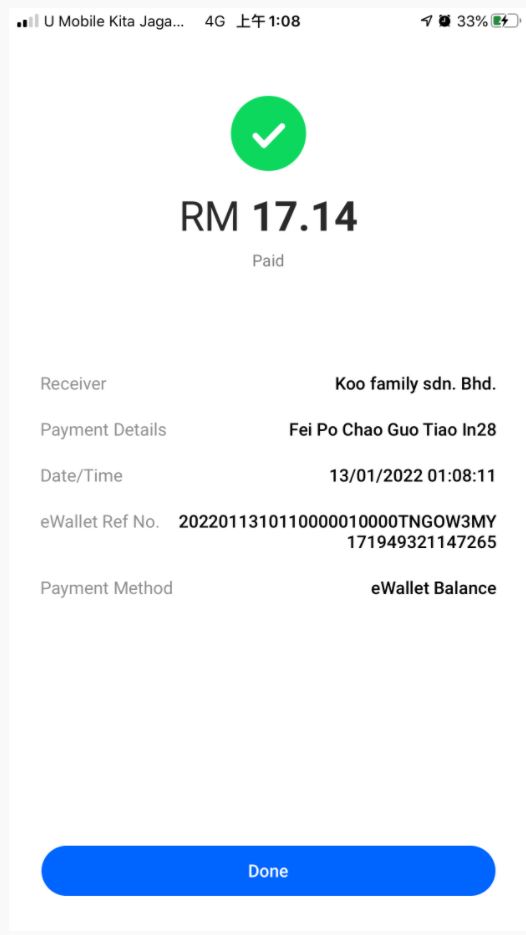 U Mobile Kita Jaga... 4G 上午1:08 33%
RM 17.14
Paid
Receiver Koo family sdn. Bhd.
Payment Details Fei Po Chao Guo Tiao In28
Date/Time 13/01/2022 01:08:11
eWallet Ref No. 20220113101100000010000TNGOW3MY
171949321147265
Payment Method eWallet Balance
Done